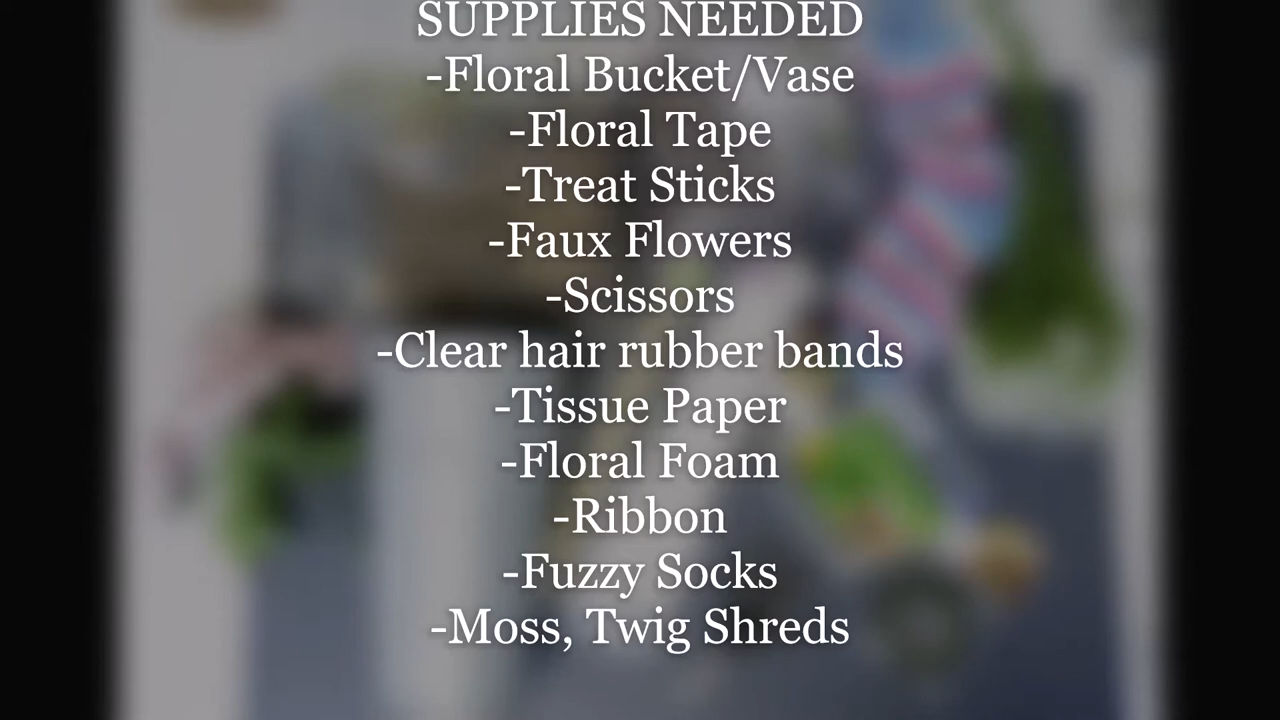 SUPPLIES NEEDED
-Floral Bucket/Vase
-Floral Tape
-Treat Sticks
-Faux Flowers
-Scissors
-Clear hair rubber bands
-Tissue Paper
-Floral Foam
-Ribbon
-Fuzzy Socks
-Moss, Twig Shreds